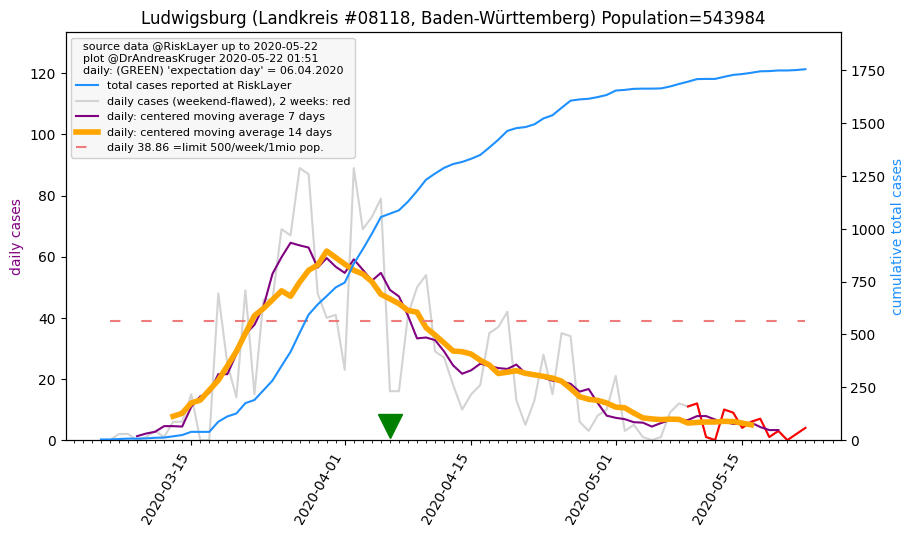 Ludwigsburg (Landkreis #08118, Baden-Württemberg) Population=543984
source data @RiskLayer up to 2020-05-22
plot @DrAndreasKruger 2020-05-22 01:51
daily: (GREEN) 'expectation day' = 06.04.2020
total cases reported at RiskLayer
daily cases (weekend-flawed), 2 weeks: red
daily: centered moving average 7 days
daily: centered moving average 14 days
daily 38.86 =limit 500/week/1mio pop.
daily cases
120
100
80
60
40
20
0
cumulative total cases
1750
1500
1250
1000
750
500
250
0
2020-03-15
2020-04-01
2020-04-15
2020-05-01
2020-05-15